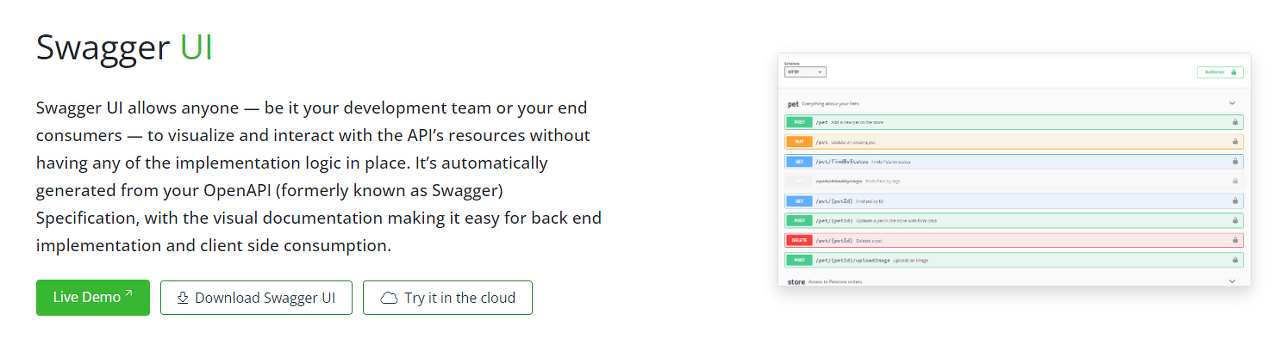 Swagger UI
Swagger UI allows anyone — be it your development team or your end
consumers — to visualize and interact with the API’s resources without
having any of the implementation logic in place. It’s automatically
generated from your OpenAPI (formerly known as Swagger)
Specification, with the visual documentation making it easy for back end
implementation and client side consumption.
Live Demo
Download Swagger UI
Try it in the cloud
Schemes
HTTP
Authorize
pet Everything about your Pets
POST /pet Add a new pet to the store
PUT /pet Update an existing pet
GET /pet/findByStatus Finds Pets by status
/pet/findByTags Finds Pets by tags
GET /pet/{petId} Find pet by ID
POST /pet/{petId} Updates a pet in the store with form data
DELETE /pet/{petId} Deletes a pet
POST /pet/{petId}/uploadImage uploads an image
store Access to Petstore orders